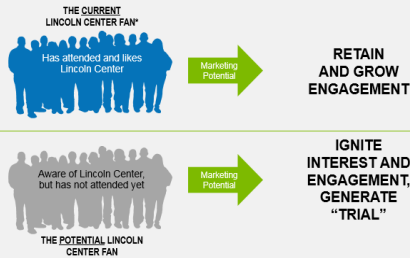 THE CURRENT
LINCOLN CENTER FAN*
Has attended and likes
Lincoln Center
Marketing
Potential
RETAIN
AND GROW
ENGAGEMENT
Aware of Lincoln Center,
but has not attended yet
Marketing
Potential
IGNITE
INTEREST AND
ENGAGEMENT,
GENERATE
“TRIAL”
THE POTENTIAL LINCOLN
CENTER FAN